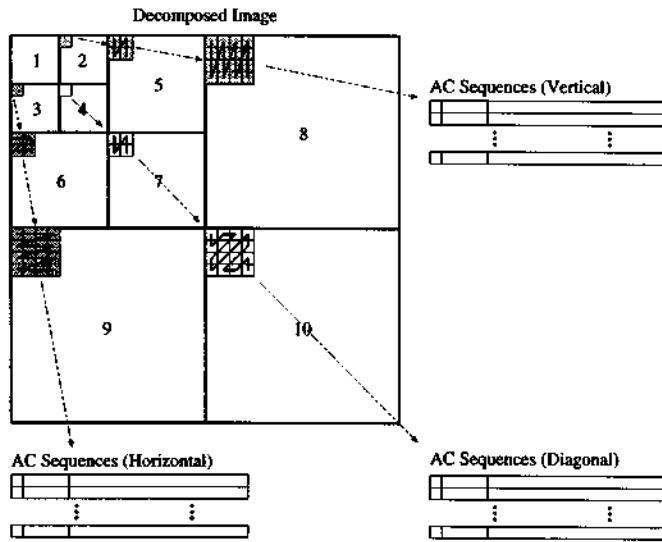 Decomposed Image
1
2
5
8
3
4
6
7
9
10
AC Sequences (Vertical)
AC Sequences (Horizontal)
AC Sequences (Diagonal)